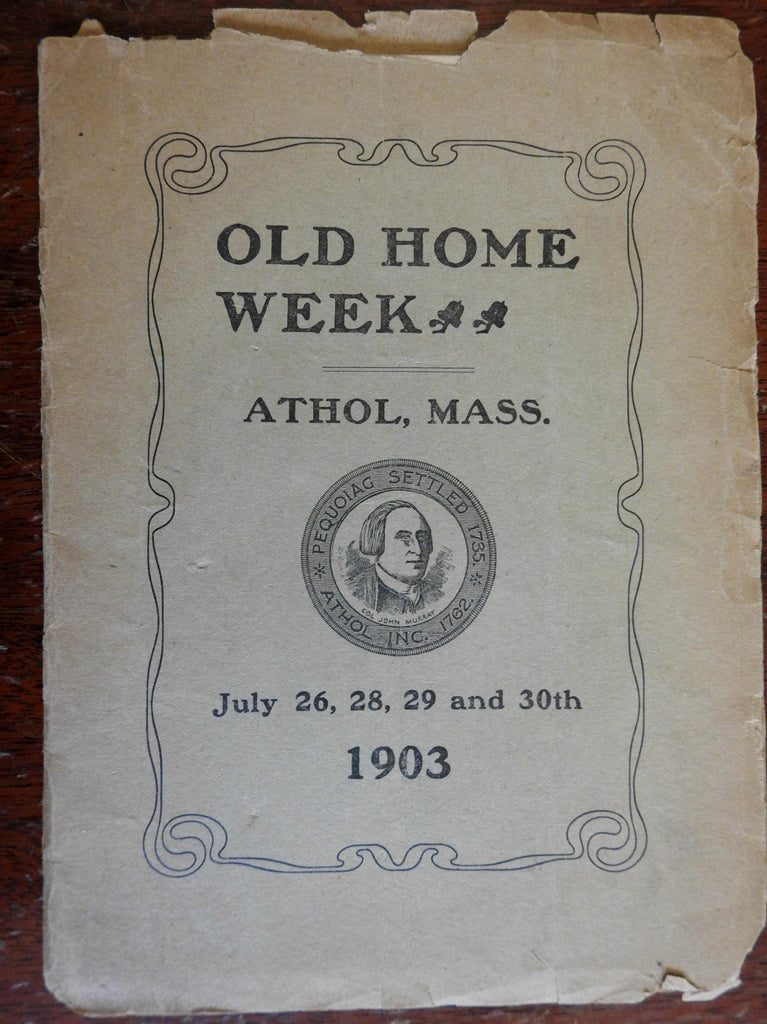 OLD HOME
WEEK
ATHOL, MASS.
PEQUOIAG SETTLED 1735.
COL JOHN MURRAY
* ATHOL INC. 1762. *
July 26, 28, 29 and 30th
1903